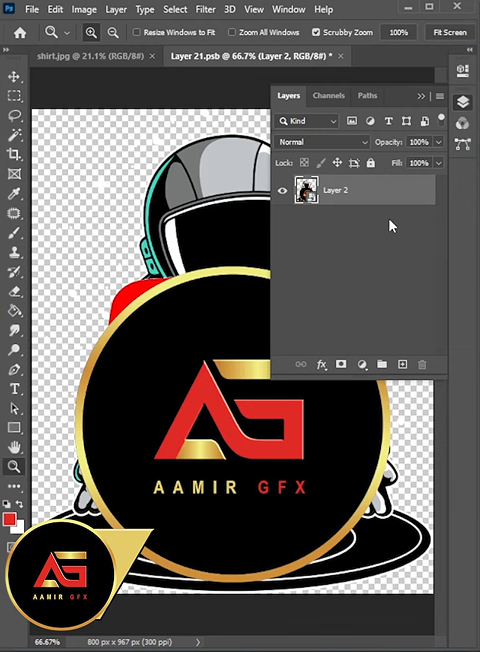 Ps File Edit Image Layer Type Select Filter 3D View Window Help
Resize Windows to Fit Zoom All Windows Scrubby Zoom 100% Fit Screen
shirt.jpg @ 21.1% (RGB/8#) × Layer 21.psb @ 66.7% (Layer 2, RGB/8#) * ×
Layers Channels Paths
Kind
Normal Opacity: 100%
Lock: Fill: 100%
Layer 2
fx
AG
AAMIR GFX
AG
AAMIR GFX
66.67% 800 px x 967 px (300 ppi)